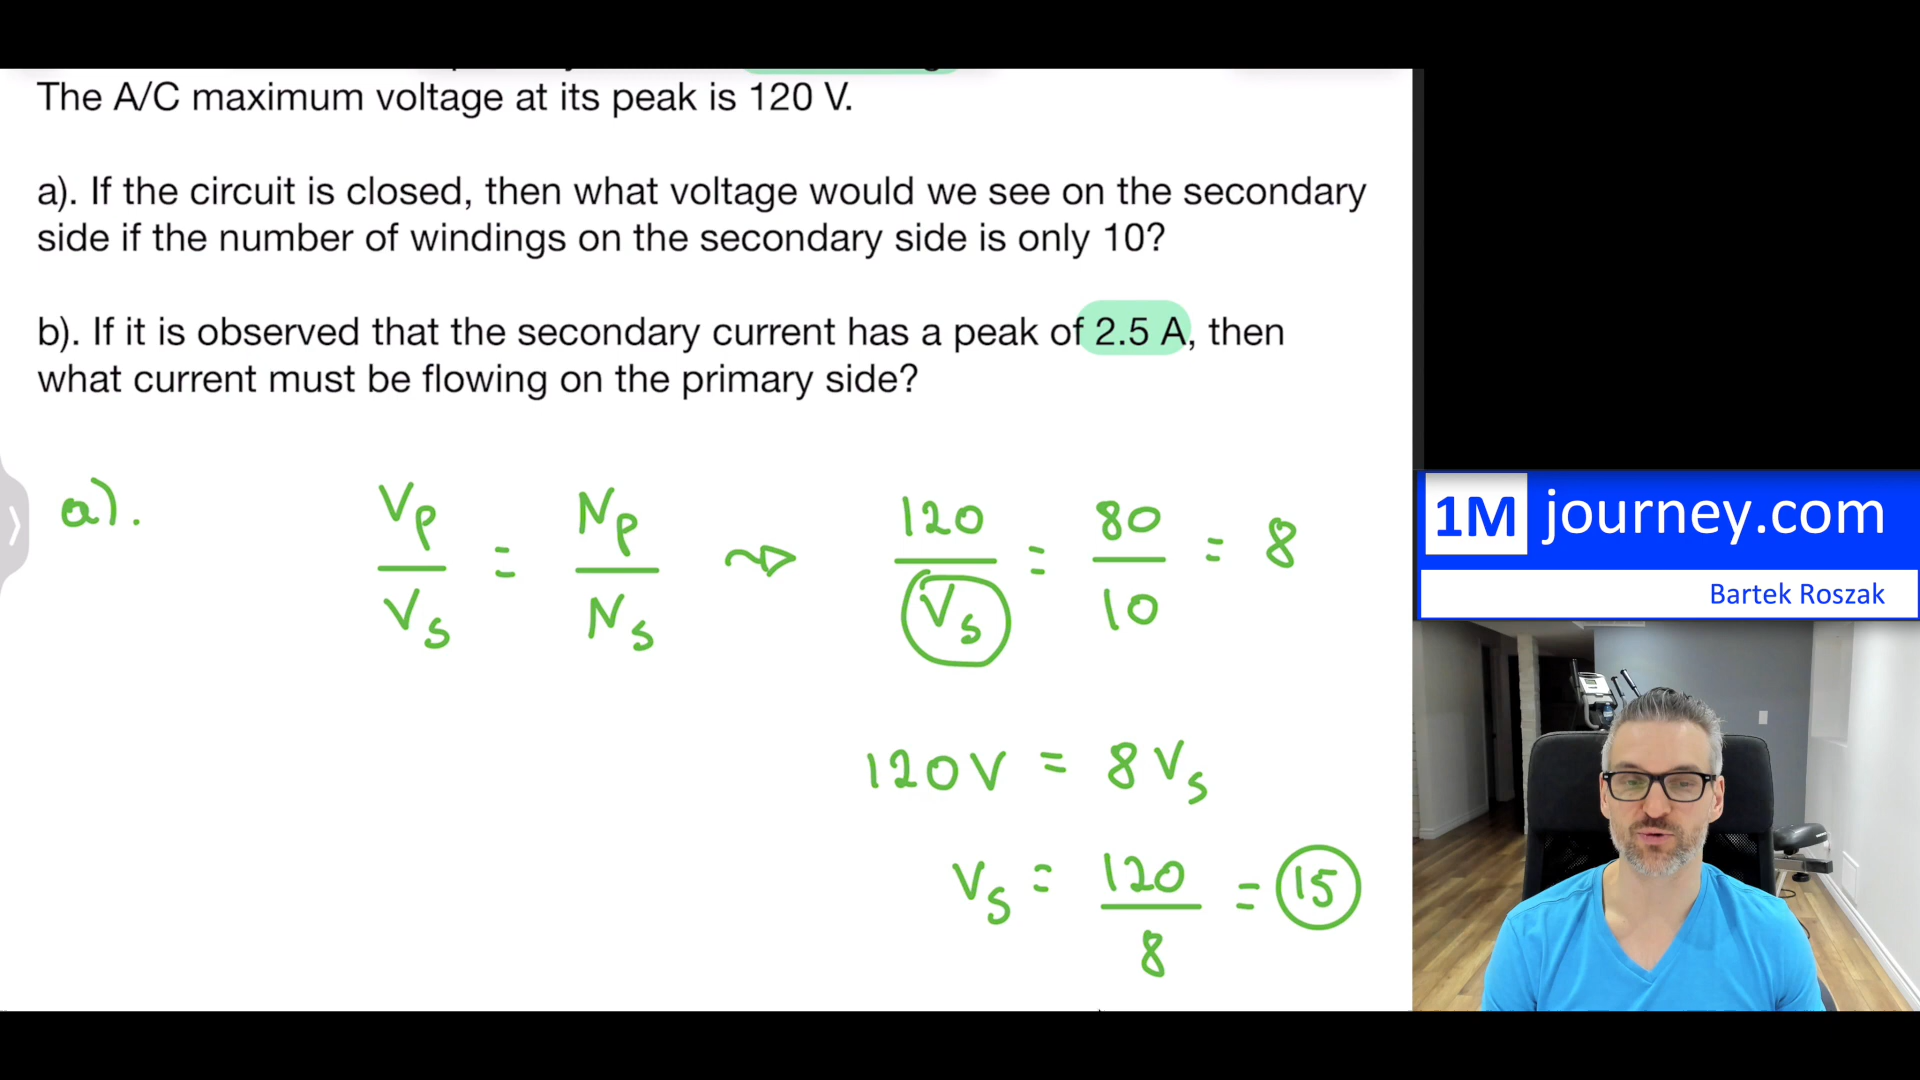 The A/C maximum voltage at its peak is 120 V.
a). If the circuit is closed, then what voltage would we see on the secondary
side if the number of windings on the secondary side is only 10?
b). If it is observed that the secondary current has a peak of 2.5 A, then
what current must be flowing on the primary side?
a). Vp/Vs = Np/Ns ⇝ 120/Vs = 80/10 = 8
120V = 8Vs
Vs = 120/8 = 15
1M journey.com
Bartek Roszak